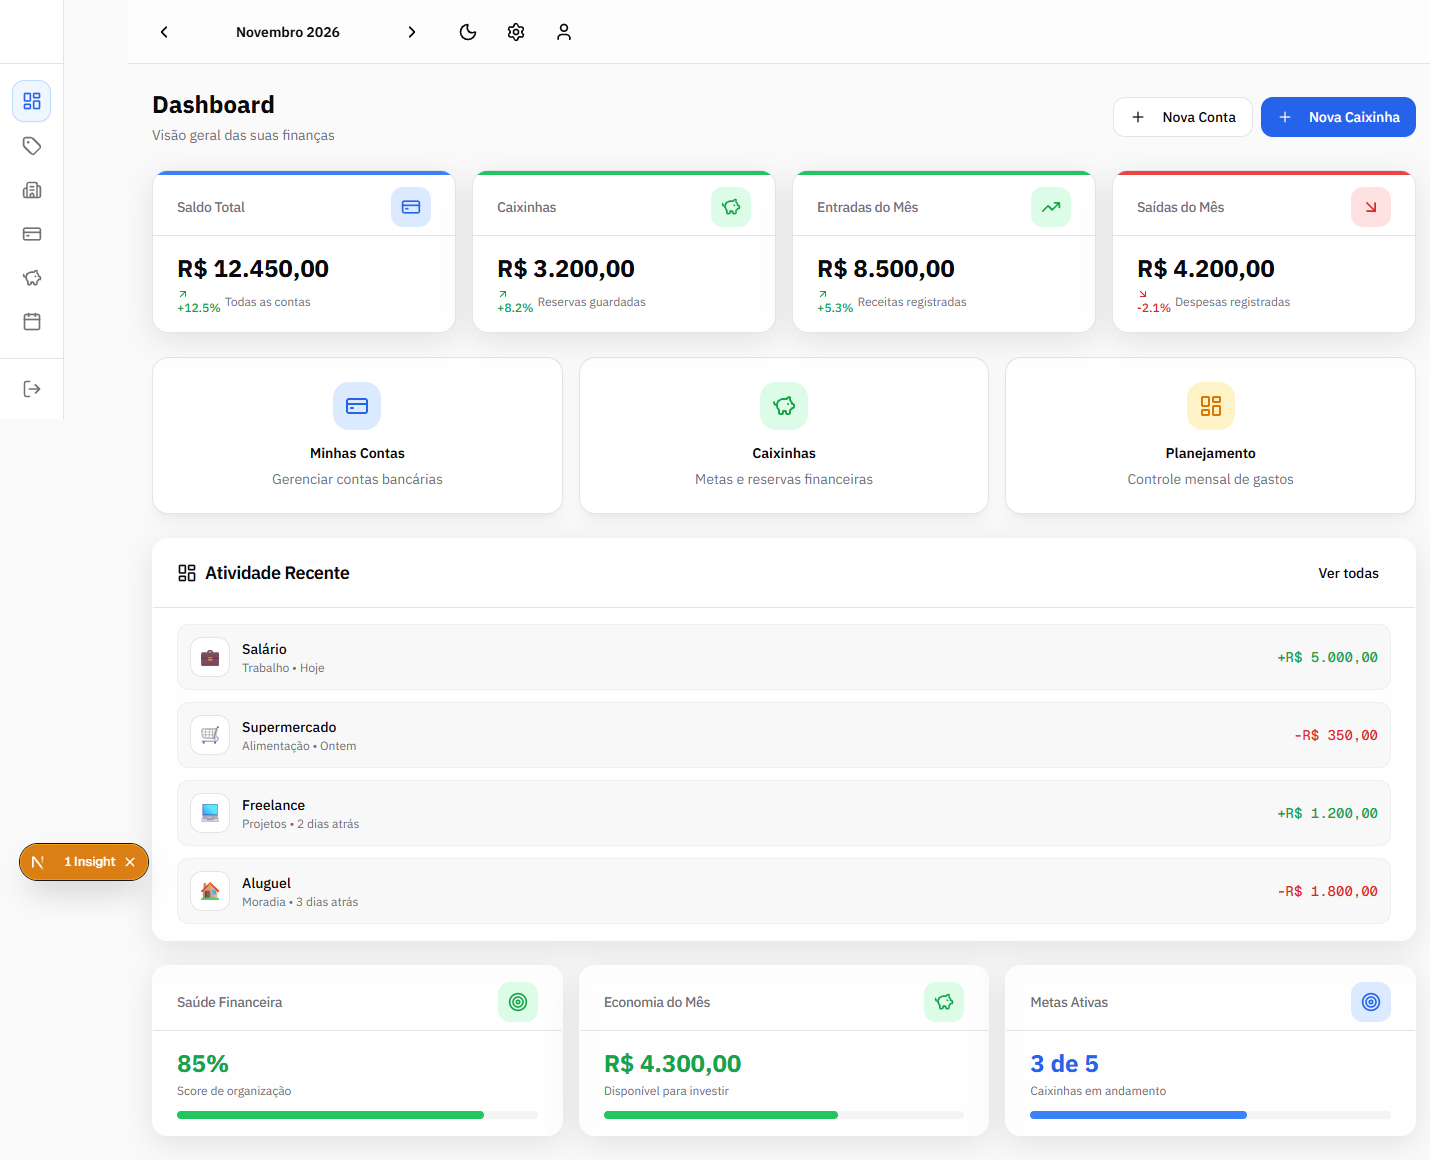 Novembro 2026
Dashboard
Visão geral das suas finanças
Nova Conta
Nova Caixinha
Saldo Total
R$ 12.450,00
+12.5% Todas as contas
Caixinhas
R$ 3.200,00
+8.2% Reservas guardadas
Entradas do Mês
R$ 8.500,00
+5.3% Receitas registradas
Saídas do Mês
R$ 4.200,00
-2.1% Despesas registradas
Minhas Contas
Gerenciar contas bancárias
Caixinhas
Metas e reservas financeiras
Planejamento
Controle mensal de gastos
Atividade Recente
Ver todas
Salário
Trabalho • Hoje
+R$ 5.000,00
Supermercado
Alimentação • Ontem
-R$ 350,00
Freelance
Projetos • 2 dias atrás
+R$ 1.200,00
Aluguel
Moradia • 3 dias atrás
-R$ 1.800,00
1 Insight
Saúde Financeira
85%
Score de organização
Economia do Mês
R$ 4.300,00
Disponível para investir
Metas Ativas
3 de 5
Caixinhas em andamento